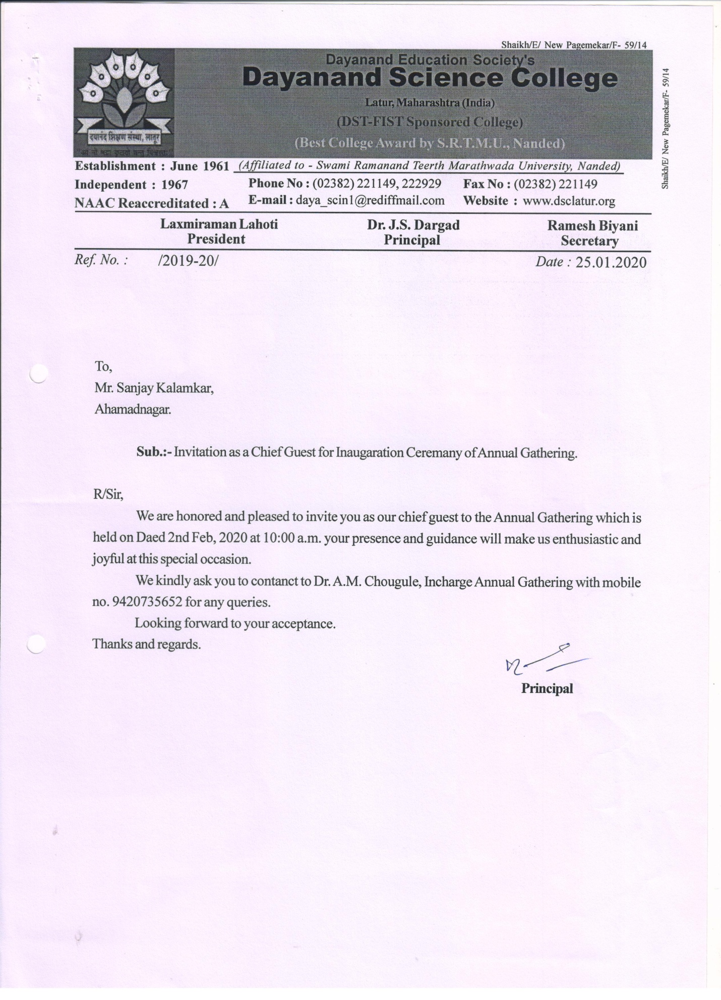 Shaikh/E/ New Pagemekar/F- 59/14
Dayanand Education Society's
Dayanand Science College
Latur, Maharashtra (India)
(DST-FIST Sponsored College)
(Best College Award by S.R.T.M.U., Nanded)
दयानंद शिक्षण संस्था, लातूर
Shaikh/E/ New Pagemekar/F- 59/14
Establishment : June 1961 (Affiliated to - Swami Ramanand Teerth Marathwada University, Nanded)
Independent : 1967 Phone No : (02382) 221149, 222929 Fax No : (02382) 221149
NAAC Reaccreditated : A E-mail : daya_scin1@rediffmail.com Website : www.dsclatur.org
Laxmiraman Lahoti Dr. J.S. Dargad Ramesh Biyani
President Principal Secretary
Ref. No. : /2019-20/ Date : 25.01.2020
To,
Mr. Sanjay Kalamkar,
Ahamadnagar.
Sub.:- Invitation as a Chief Guest for Inaugaration Ceremany of Annual Gathering.
R/Sir,
We are honored and pleased to invite you as our chief guest to the Annual Gathering which is
held on Daed 2nd Feb, 2020 at 10:00 a.m. your presence and guidance will make us enthusiastic and
joyful at this special occasion.
We kindly ask you to contanct to Dr. A.M. Chougule, Incharge Annual Gathering with mobile
no. 9420735652 for any queries.
Looking forward to your acceptance.
Thanks and regards.
Principal